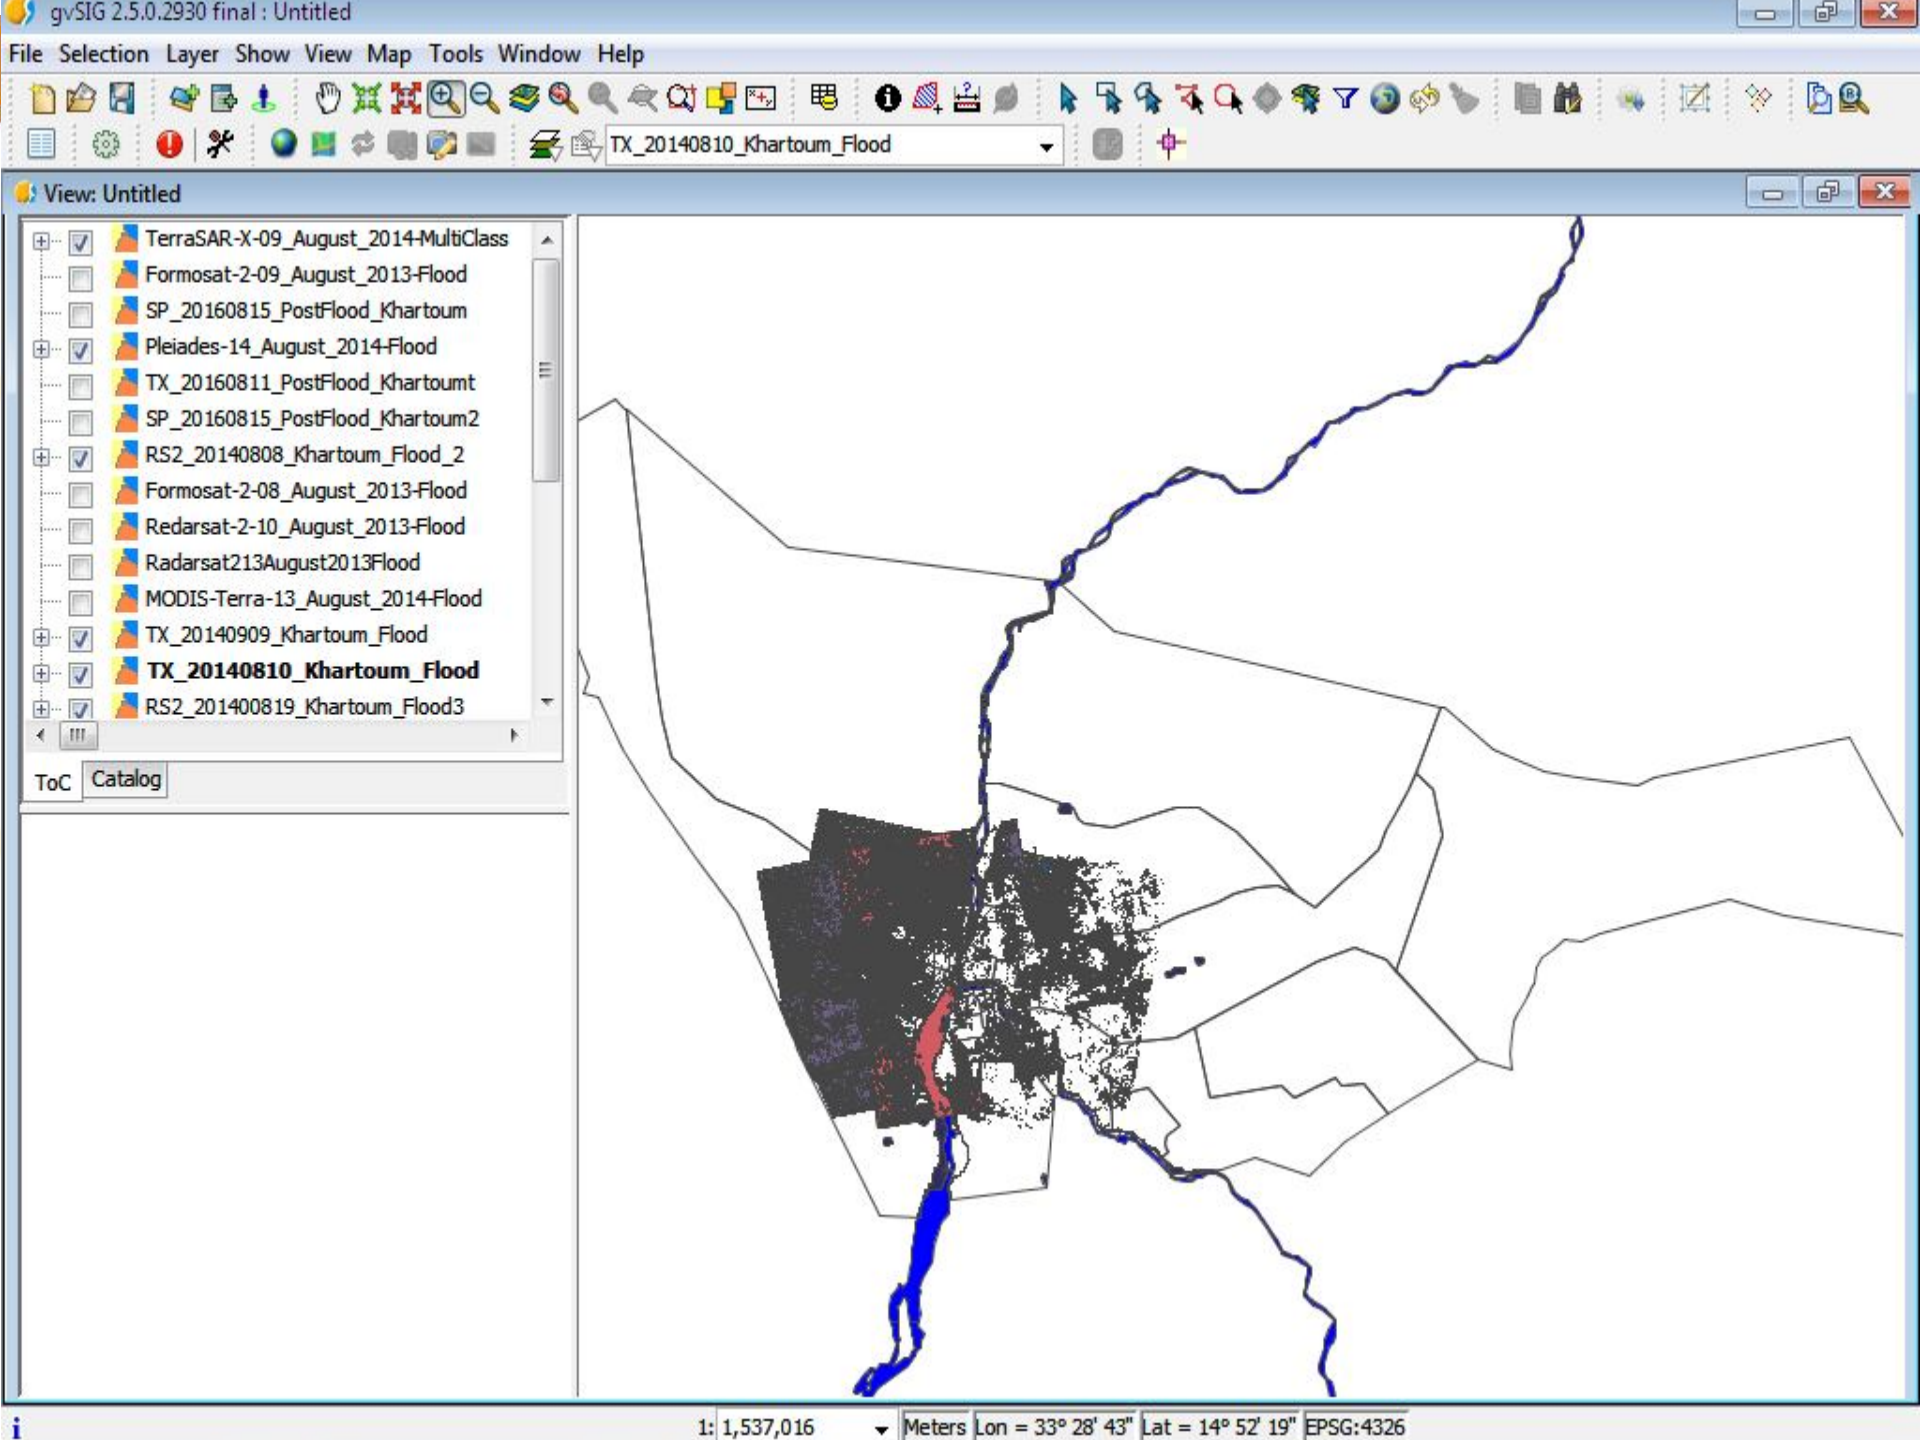 gvSIG 2.5.0.2930 final : Untitled
File Selection Layer Show View Map Tools Window Help
TX_20140810_Khartoum_Flood
View: Untitled
TerraSAR-X-09_August_2014-MultiClass
Formosat-2-09_August_2013-Flood
SP_20160815_PostFlood_Khartoum
Pleiades-14_August_2014-Flood
TX_20160811_PostFlood_Khartoumt
SP_20160815_PostFlood_Khartoum2
RS2_20140808_Khartoum_Flood_2
Formosat-2-08_August_2013-Flood
Redarsat-2-10_August_2013-Flood
Radarsat213August2013Flood
MODIS-Terra-13_August_2014-Flood
TX_20140909_Khartoum_Flood
TX_20140810_Khartoum_Flood
RS2_201400819_Khartoum_Flood3
ToC Catalog
1: 1,537,016 Meters Lon = 33° 28' 43" Lat = 14° 52' 19" EPSG:4326